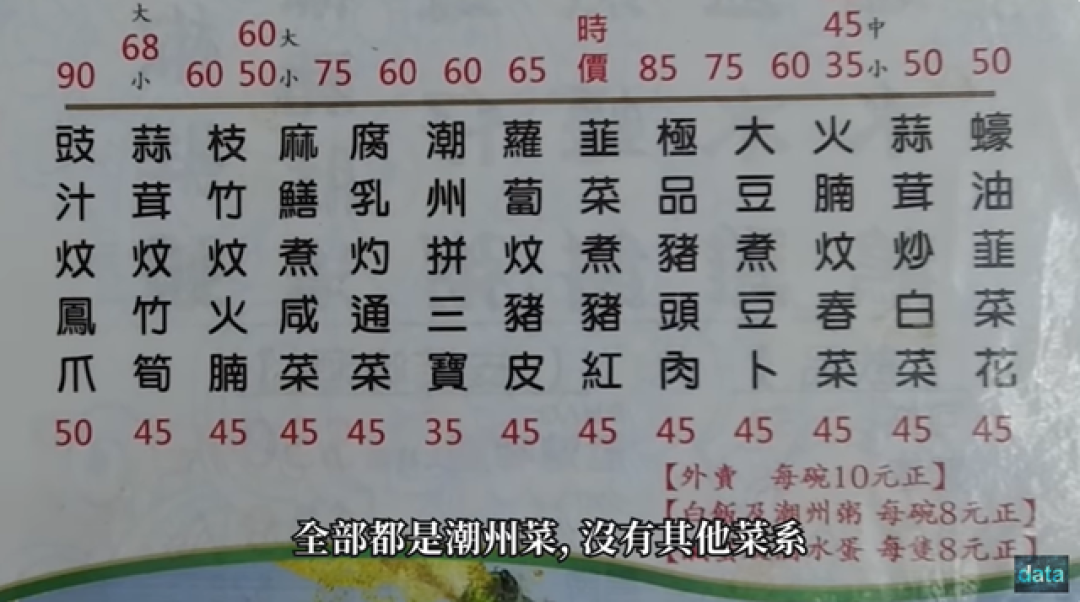 50
50
45中
35小
60
75
85
時價
65
60
60
75
60大
50小
60
大
68
小
90
蠔油韮菜花 45
蒜茸炒白菜 45
火腩炆春菜 45
大豆煮豆卜 45
極品豬頭肉 45
韮菜煮豬紅 45
蘿蔔炆豬皮 45
潮州拼三寶 35
腐乳灼通菜 45
麻鱔煮咸菜 45
枝竹炆火腩 45
蒜茸炆竹筍 45
豉汁炆鳳爪 50
【外賣 每碗10元正】
【白飯及潮州粥 每碗8元正】
水蛋 每隻8元正】
全部都是潮州菜, 沒有其他菜系
data